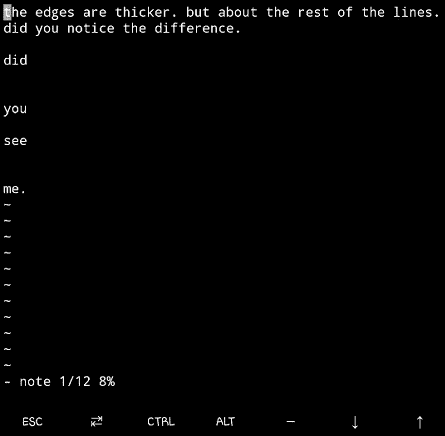 the edges are thicker. but about the rest of the lines.
did you notice the difference.
did
you
see
me.
~
~
~
~
~
~
~
~
~
~
~
- note 1/12 8%
ESC ⇄ CTRL ALT – ↓ ↑